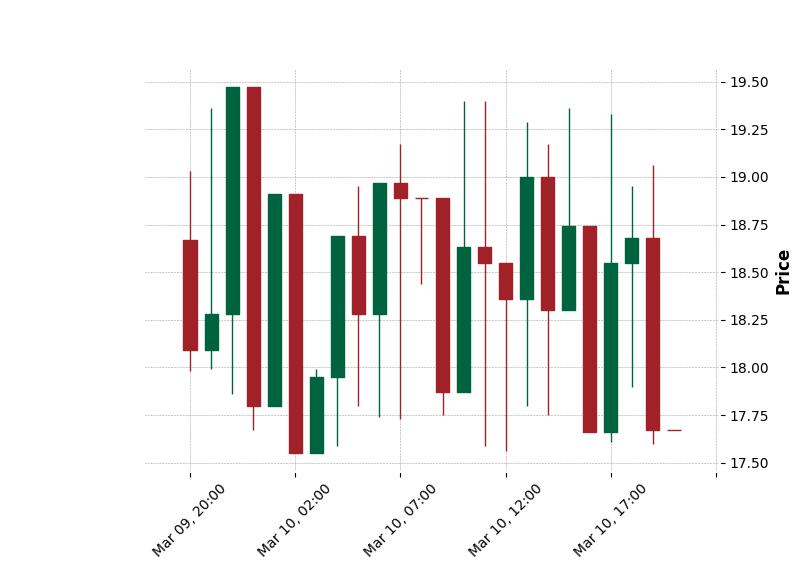 19.50
19.25
19.00
18.75
18.50
18.25
18.00
17.75
17.50
Price
Mar 09, 20:00
Mar 10, 02:00
Mar 10, 07:00
Mar 10, 12:00
Mar 10, 17:00